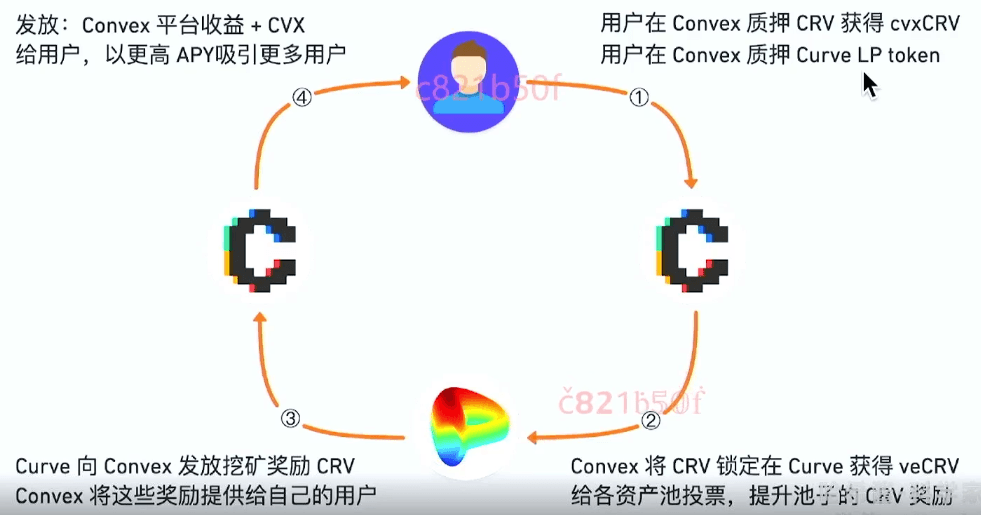 发放：Convex 平台收益 + CVX
给用户，以更高 APY吸引更多用户
用户在 Convex 质押 CRV 获得 cvxCRV
用户在 Convex 质押 Curve LP token
c821b50f
④
①
c821b50f
③
②
Curve 向 Convex 发放挖矿奖励 CRV
Convex 将这些奖励提供给自己的用户
Convex 将 CRV 锁定在 Curve 获得 veCRV
给各资产池投票，提升池子的 CRV 奖励